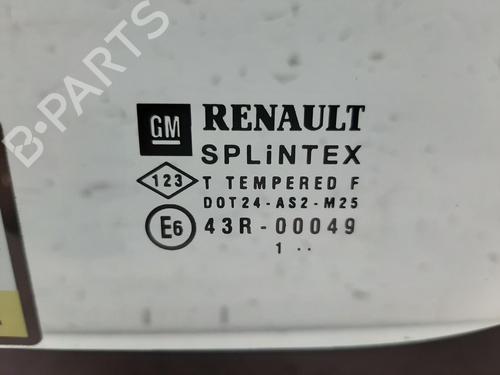 GM RENAULT
SPLiNTEX
123 T TEMPERED F
DOT24-AS2-M25
E6 43R-00049
1 ..
B-PARTS